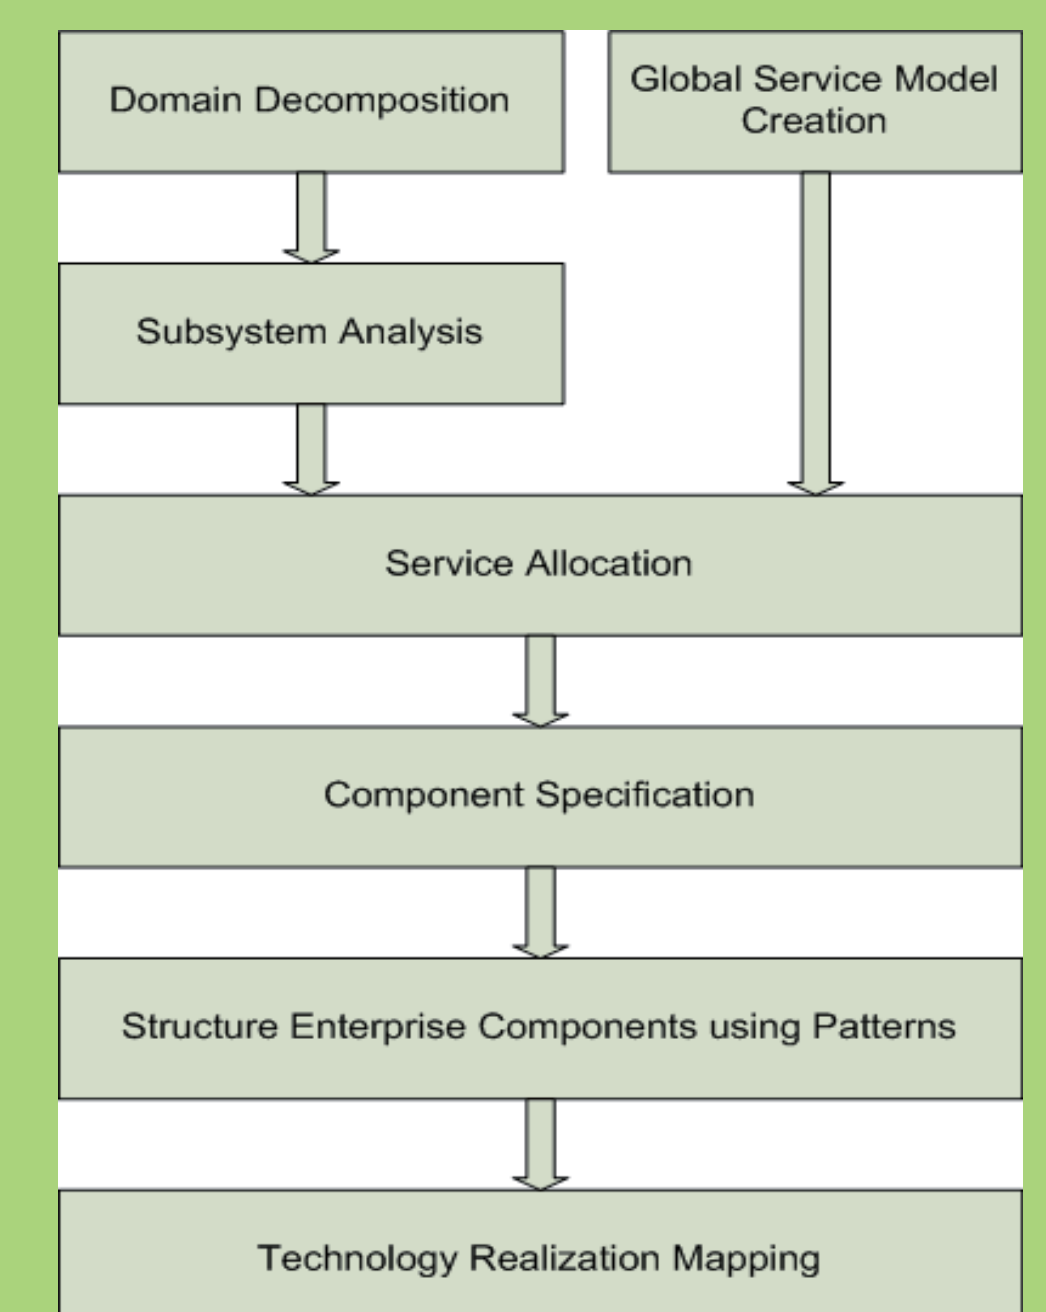 Domain Decomposition
Global Service Model
Creation
Subsystem Analysis
Service Allocation
Component Specification
Structure Enterprise Components using Patterns
Technology Realization Mapping